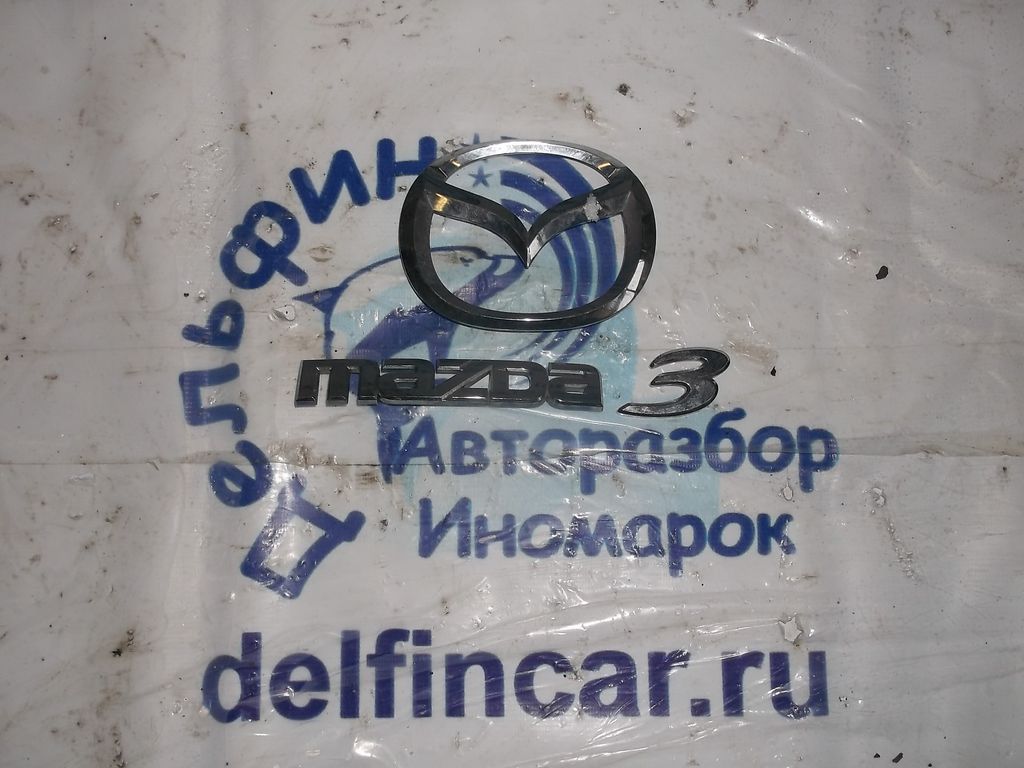 Дельфин
mazda 3
Авторазбор
Иномарок
delfincar.ru